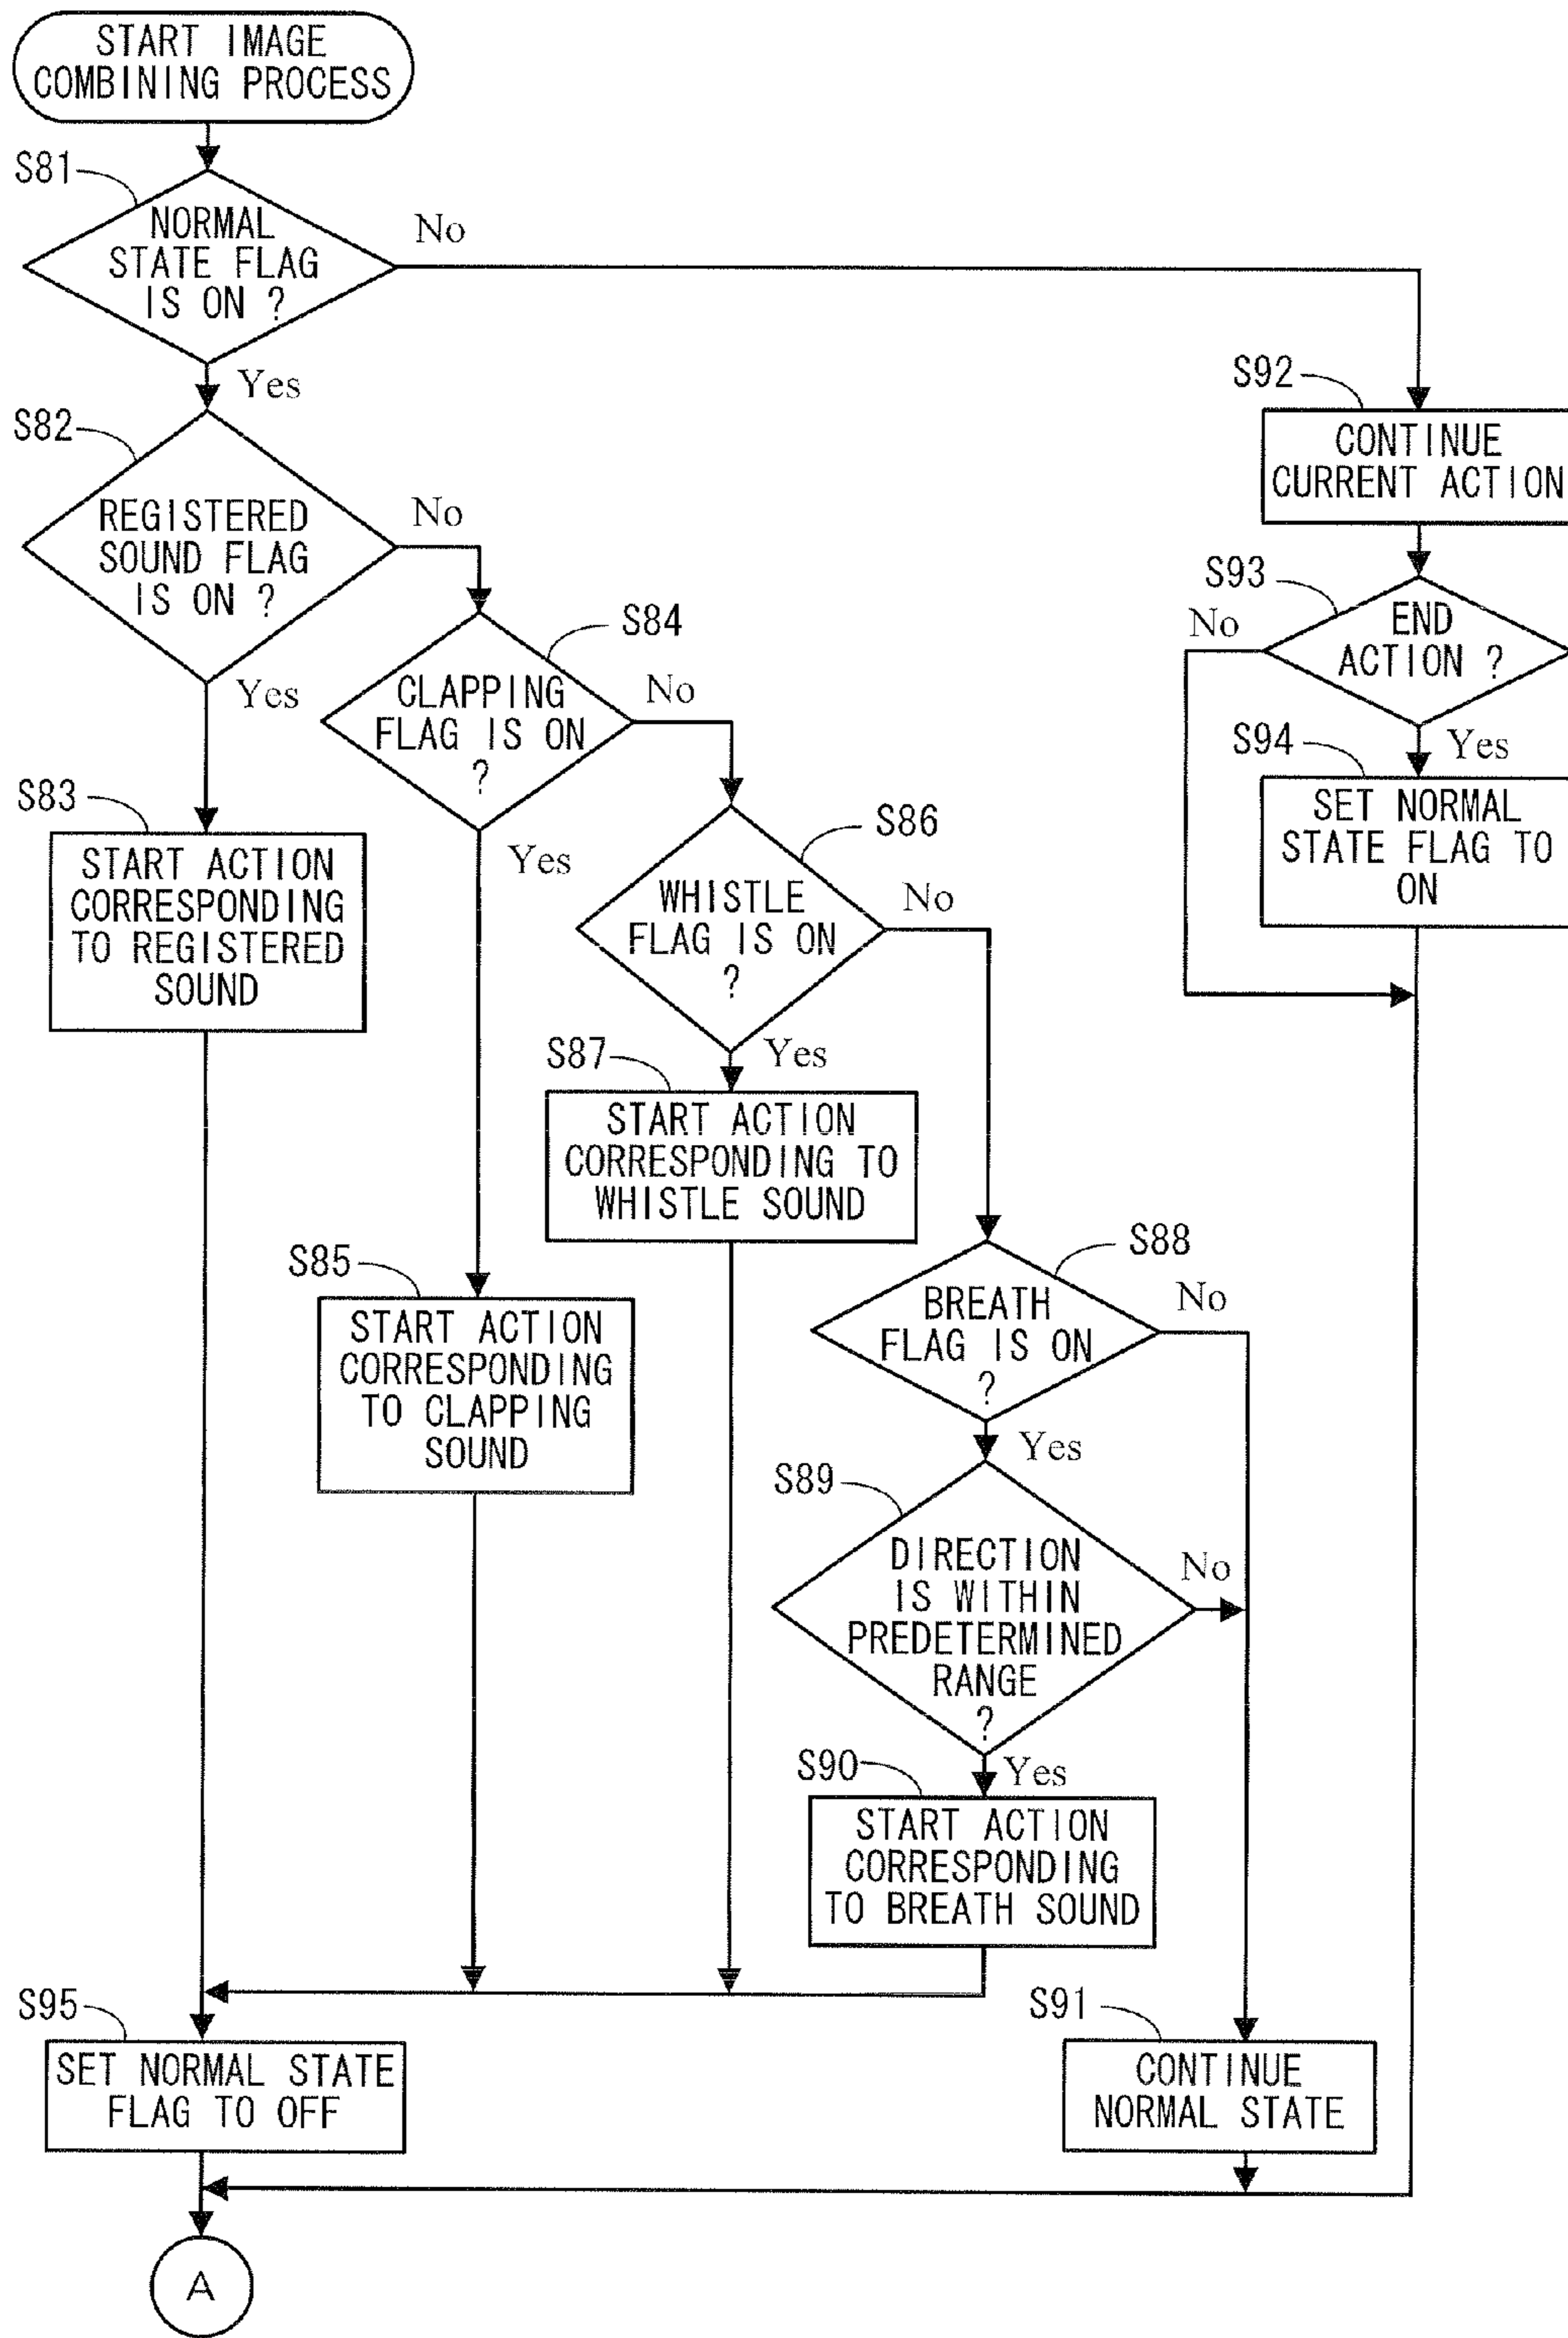 START IMAGE
COMBINING PROCESS
S81
NORMAL
STATE FLAG
IS ON ?
No
Yes
S82
REGISTERED
SOUND FLAG
IS ON ?
No
Yes
S83
START ACTION
CORRESPONDING
TO REGISTERED
SOUND
S84
CLAPPING
FLAG IS ON
?
No
Yes
S85
START ACTION
CORRESPONDING
TO CLAPPING
SOUND
S86
WHISTLE
FLAG IS ON
?
No
Yes
S87
START ACTION
CORRESPONDING TO
WHISTLE SOUND
S88
BREATH
FLAG IS ON
?
No
Yes
S89
DIRECTION
IS WITHIN
PREDETERMINED
RANGE
?
No
Yes
S90
START ACTION
CORRESPONDING
TO BREATH SOUND
S91
CONTINUE
NORMAL STATE
S92
CONTINUE
CURRENT ACTION
S93
END
ACTION ?
No
Yes
S94
SET NORMAL
STATE FLAG TO
ON
S95
SET NORMAL STATE
FLAG TO OFF
A